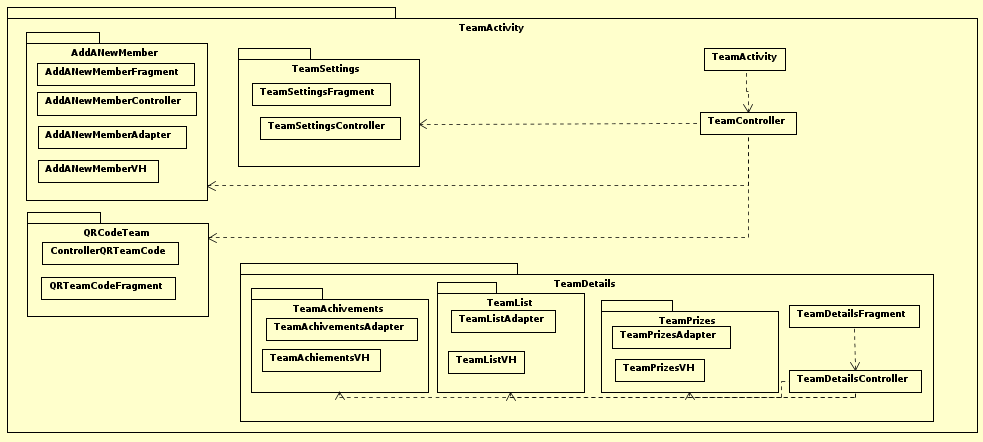 TeamActivity
AddANewMember
AddANewMemberFragment
AddANewMemberController
AddANewMemberAdapter
AddANewMemberVH
TeamSettings
TeamSettingsFragment
TeamSettingsController
TeamActivity
TeamController
QRCodeTeam
ControllerQRTeamCode
QRTeamCodeFragment
TeamDetails
TeamAchivements
TeamAchivementsAdapter
TeamAchiementsVH
TeamList
TeamListAdapter
TeamListVH
TeamPrizes
TeamPrizesAdapter
TeamPrizesVH
TeamDetailsFragment
TeamDetailsController